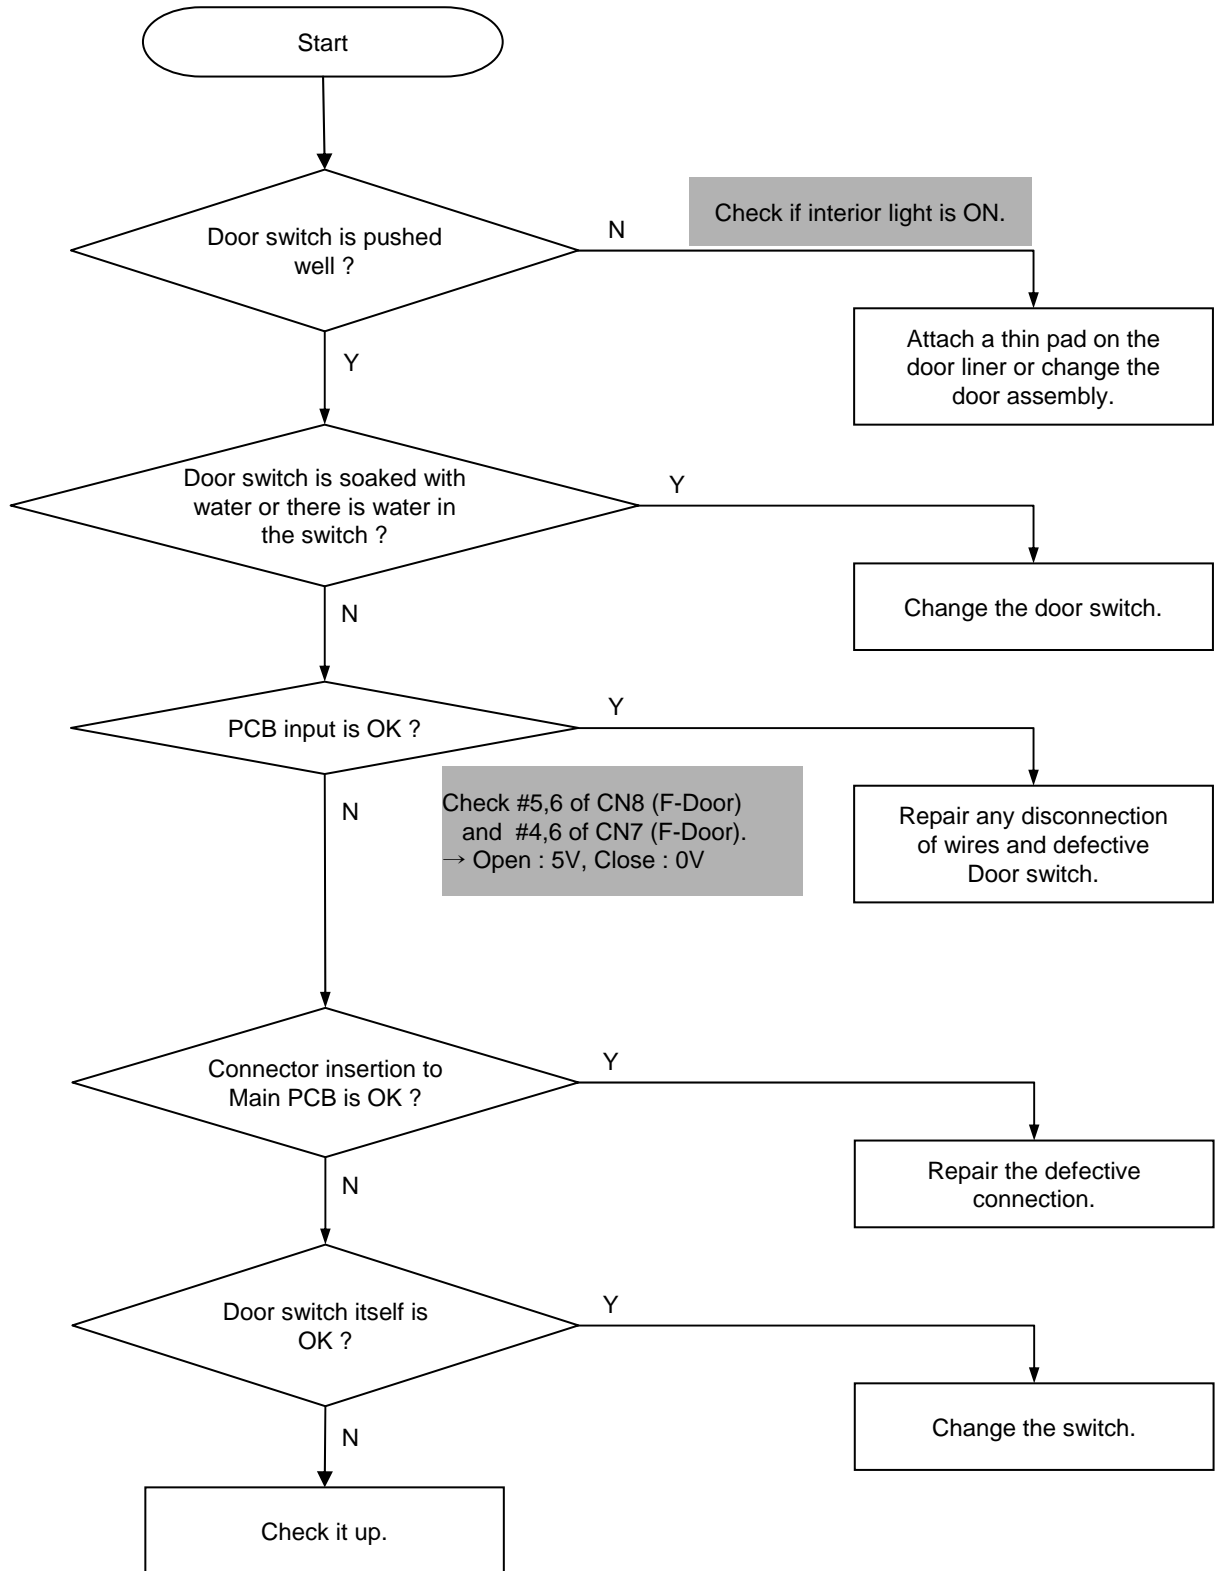 Start
Door switch is pushed
well ?
N
Check if interior light is ON.
Attach a thin pad on the
door liner or change the
door assembly.
Y
Door switch is soaked with
water or there is water in
the switch ?
Y
Change the door switch.
N
PCB input is OK ?
Y
Repair any disconnection
of wires and defective
Door switch.
N
Check #5,6 of CN8 (F-Door)
and #4,6 of CN7 (F-Door).
→ Open : 5V, Close : 0V
Connector insertion to
Main PCB is OK ?
Y
Repair the defective
connection.
N
Door switch itself is
OK ?
Y
Change the switch.
N
Check it up.